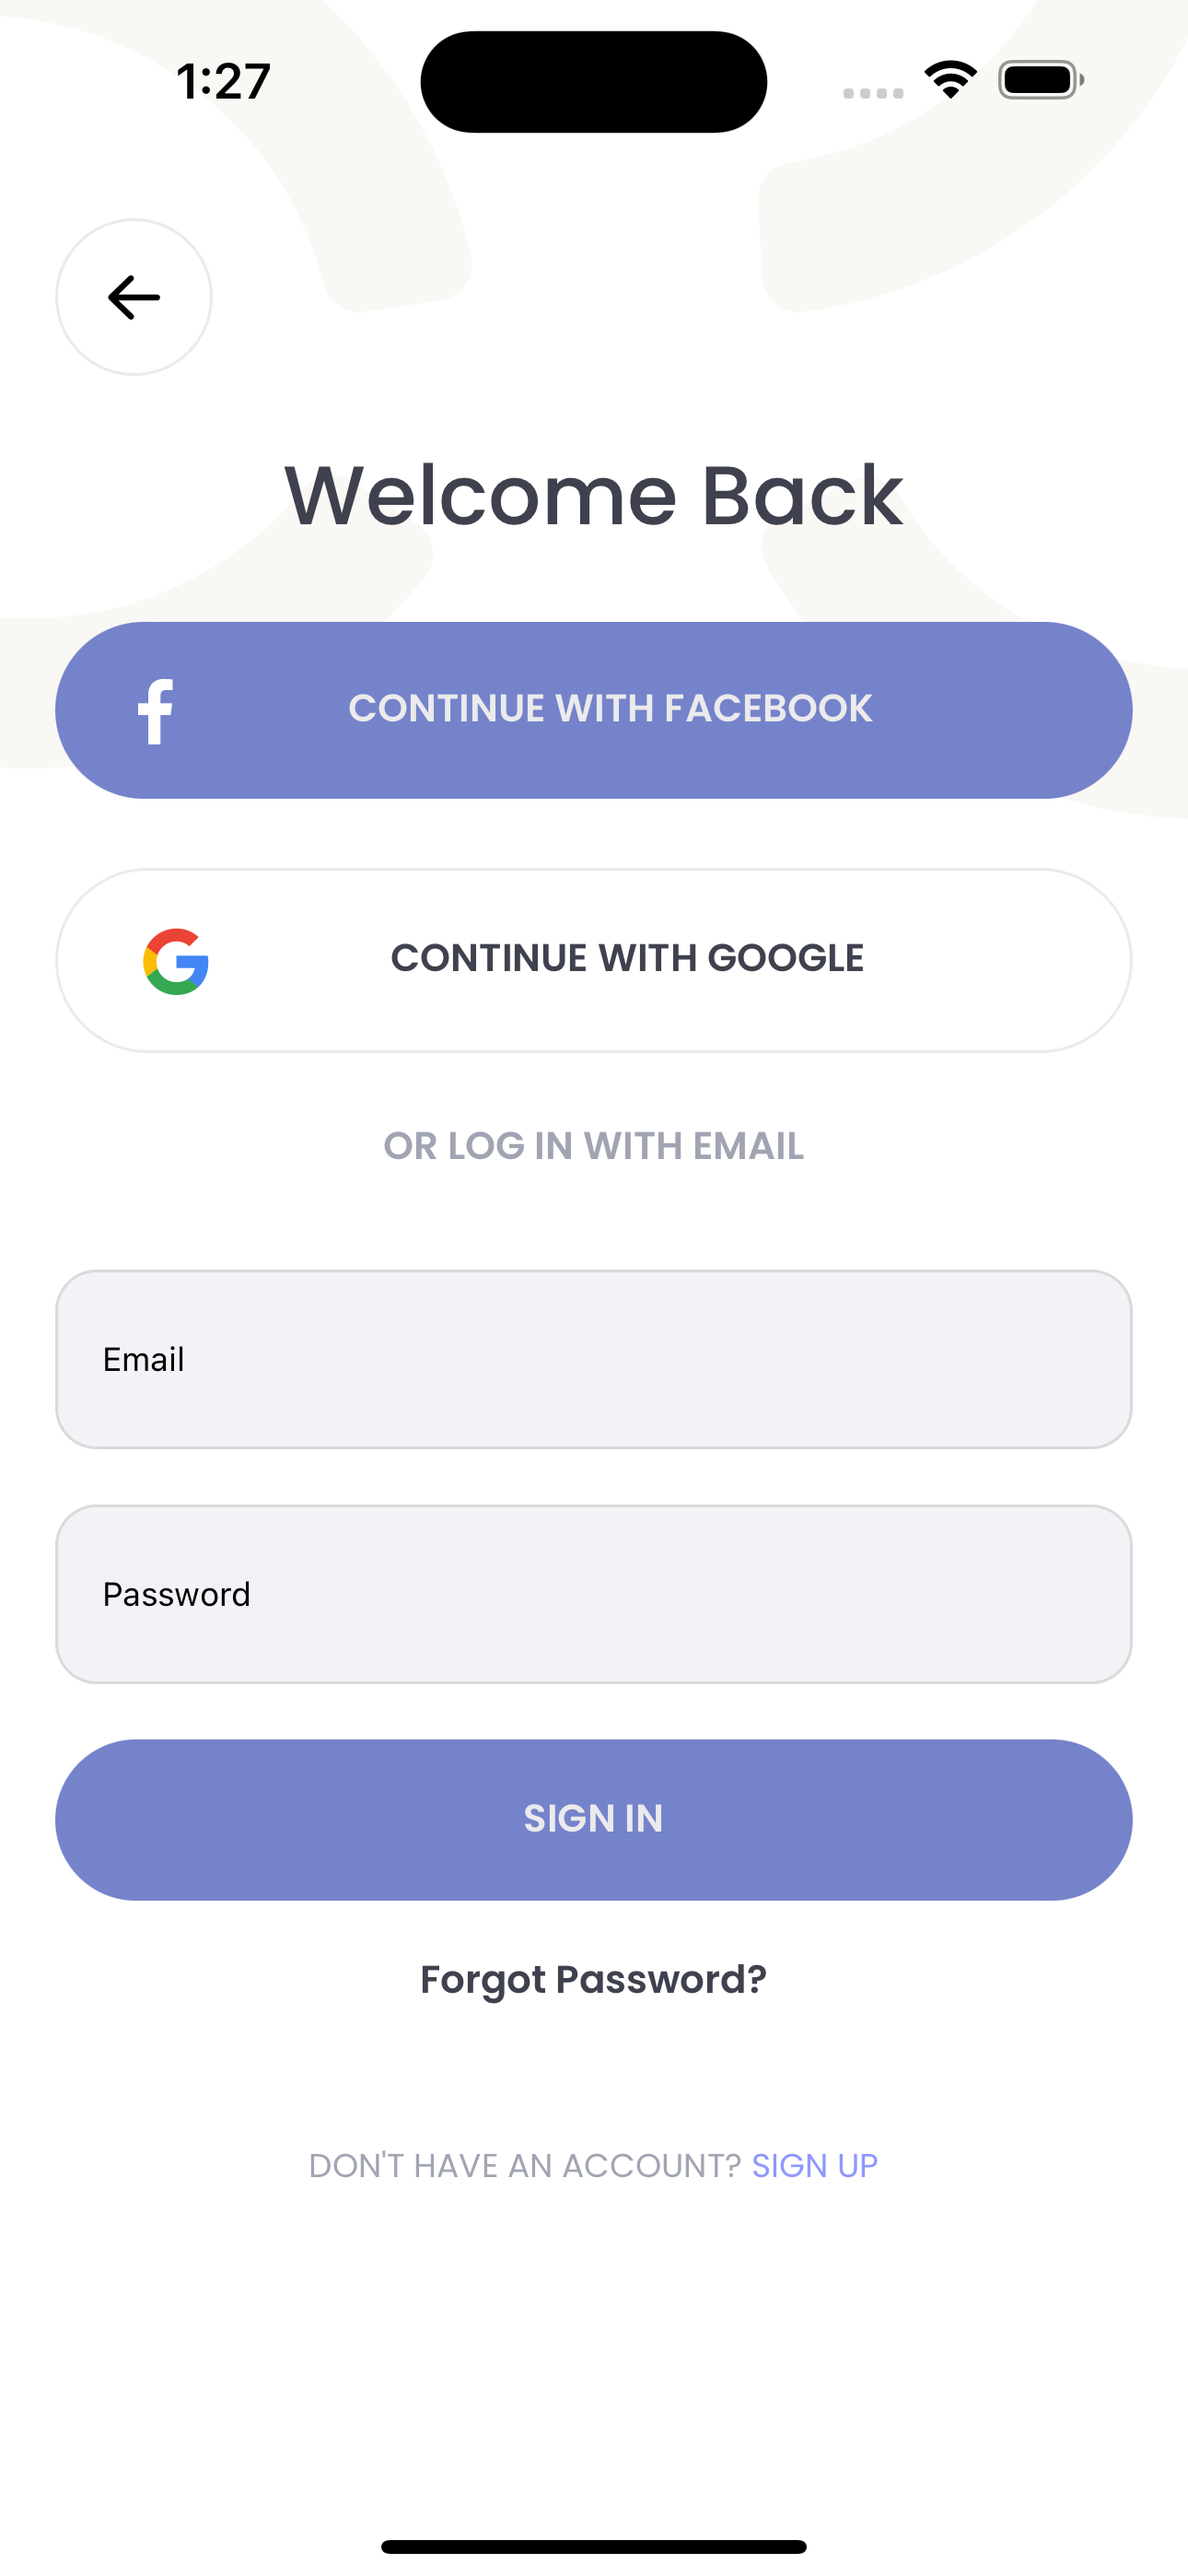 1:27
Welcome Back
CONTINUE WITH FACEBOOK
CONTINUE WITH GOOGLE
OR LOG IN WITH EMAIL
Email
Password
SIGN IN
Forgot Password?
DON'T HAVE AN ACCOUNT? SIGN UP